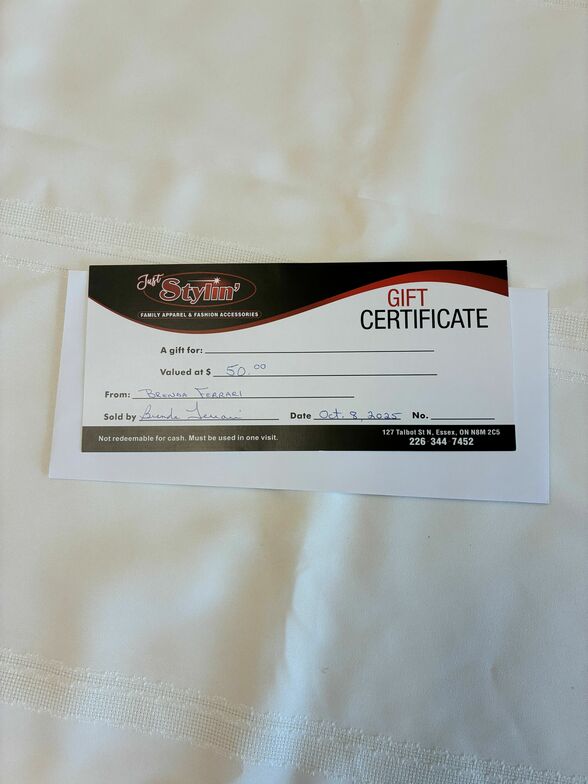 Just
Stylin'
FAMILY APPAREL & FASHION ACCESSORIES
GIFT
CERTIFICATE
A gift for:
Valued at $ 50.00
From: BRENDA FERRARI
Sold by Brenda Ferrari Date Oct. 8, 2025 No.
Not redeemable for cash. Must be used in one visit.
127 Talbot St N, Essex, ON N8M 2C5
226 344 7452